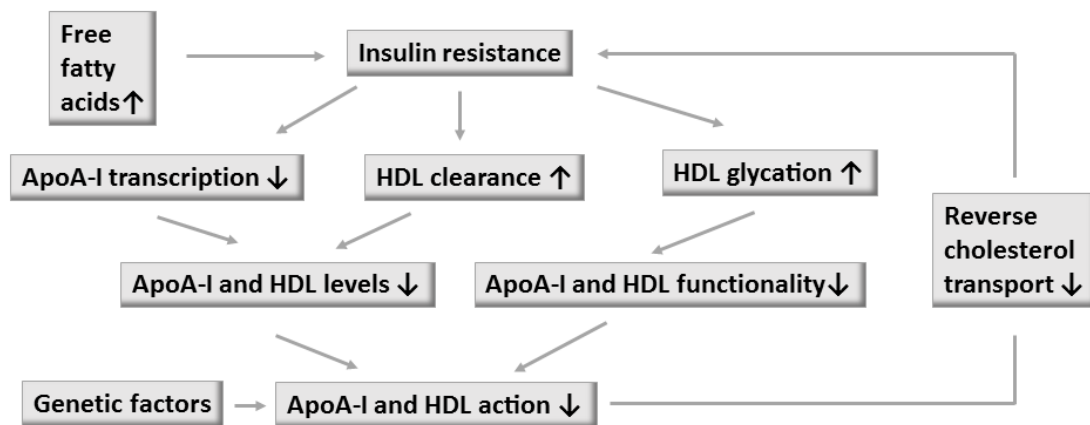 Free
fatty
acids↑
Insulin resistance
ApoA-I transcription ↓
HDL clearance ↑
HDL glycation ↑
Reverse
cholesterol
transport ↓
ApoA-I and HDL levels ↓
ApoA-I and HDL functionality↓
Genetic factors
ApoA-I and HDL action ↓